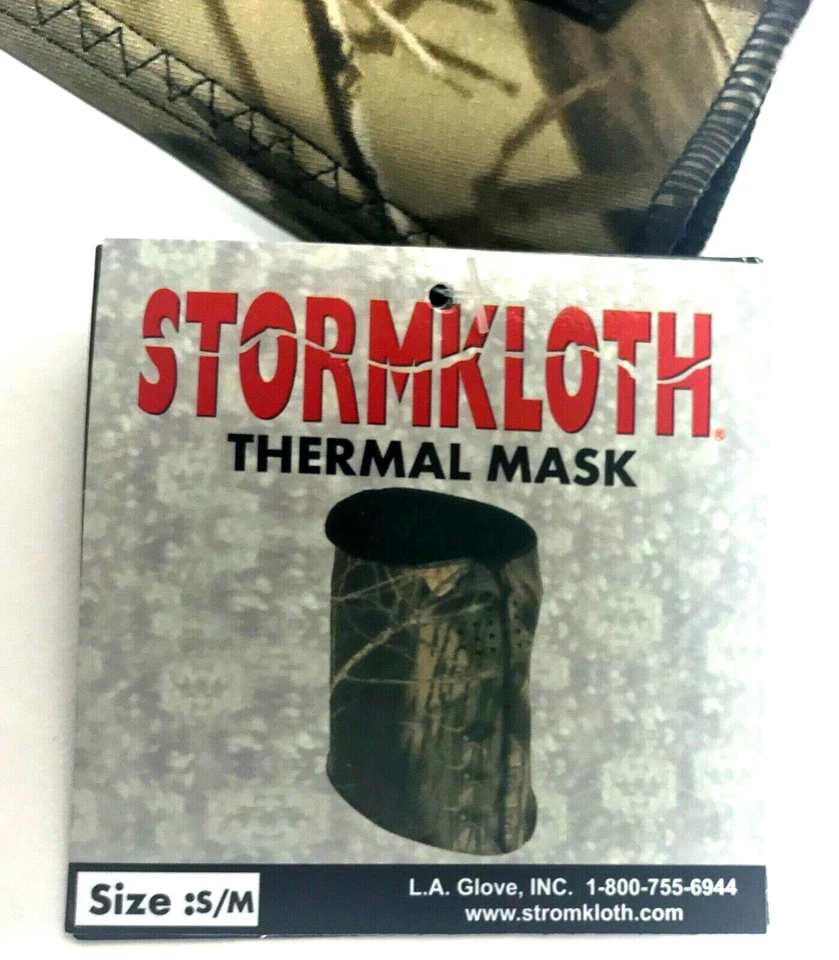 STORMKLOTH®
THERMAL MASK
Size :S/M
L.A. Glove, INC. 1-800-755-6944
www.stromkloth.com